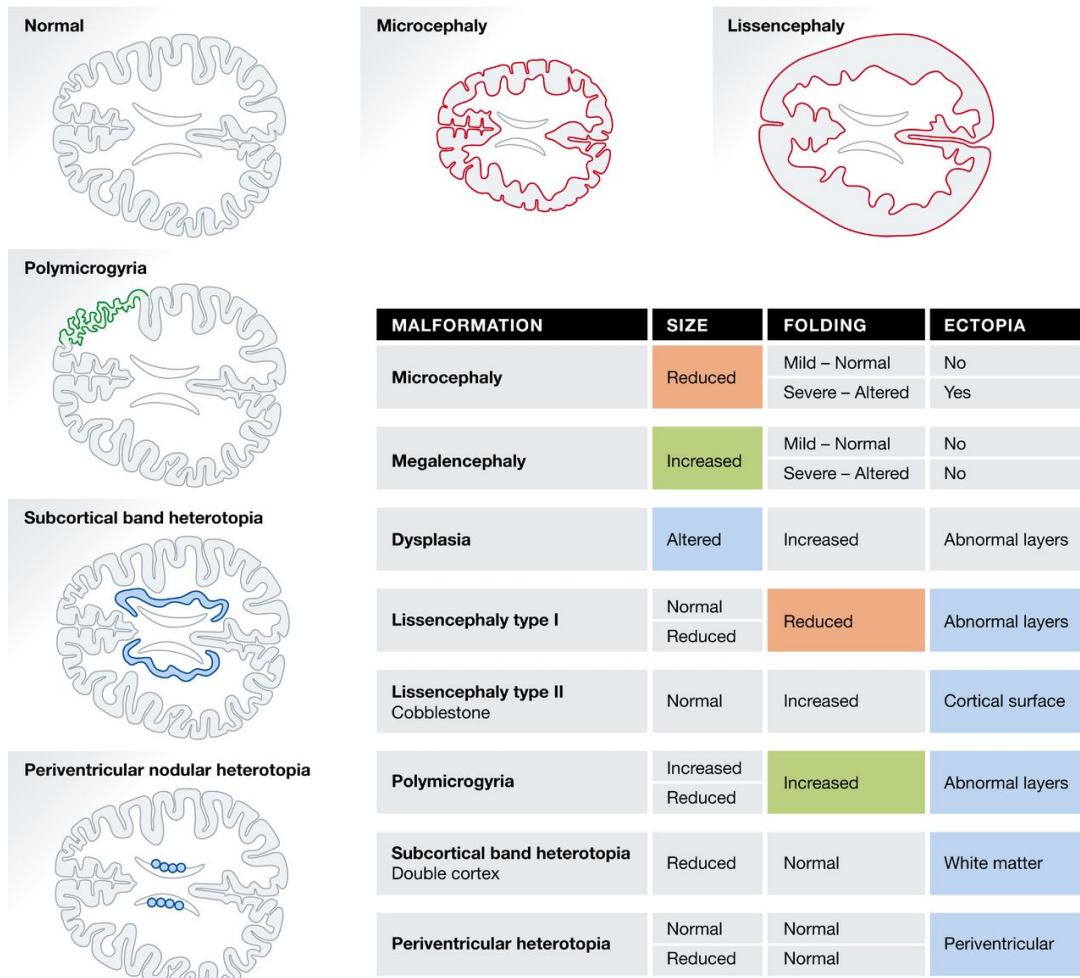 Normal
Microcephaly
Lissencephaly
Polymicrogyria
Subcortical band heterotopia
Periventricular nodular heterotopia
MALFORMATION SIZE FOLDING ECTOPIA
Microcephaly Reduced Mild – Normal No
Severe – Altered Yes
Megalencephaly Increased Mild – Normal No
Severe – Altered No
Dysplasia Altered Increased Abnormal layers
Lissencephaly type I Normal Reduced Abnormal layers
Reduced
Lissencephaly type II Normal Increased Cortical surface
Cobblestone
Polymicrogyria Increased Increased Abnormal layers
Reduced
Subcortical band heterotopia Reduced Normal White matter
Double cortex
Periventricular heterotopia Normal Normal Periventricular
Reduced Normal